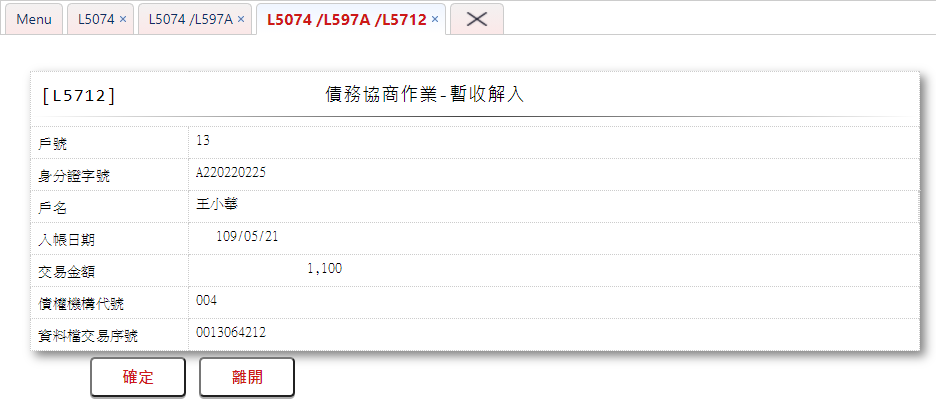 Menu L5074 × L5074 /L597A × L5074 /L597A /L5712 ×
[L5712] 債務協商作業-暫收解入
戶號 13
身分證字號 A220220225
戶名 王小華
入帳日期 109/05/21
交易金額 1,100
債權機構代號 004
資料檔交易序號 0013064212
確定 離開